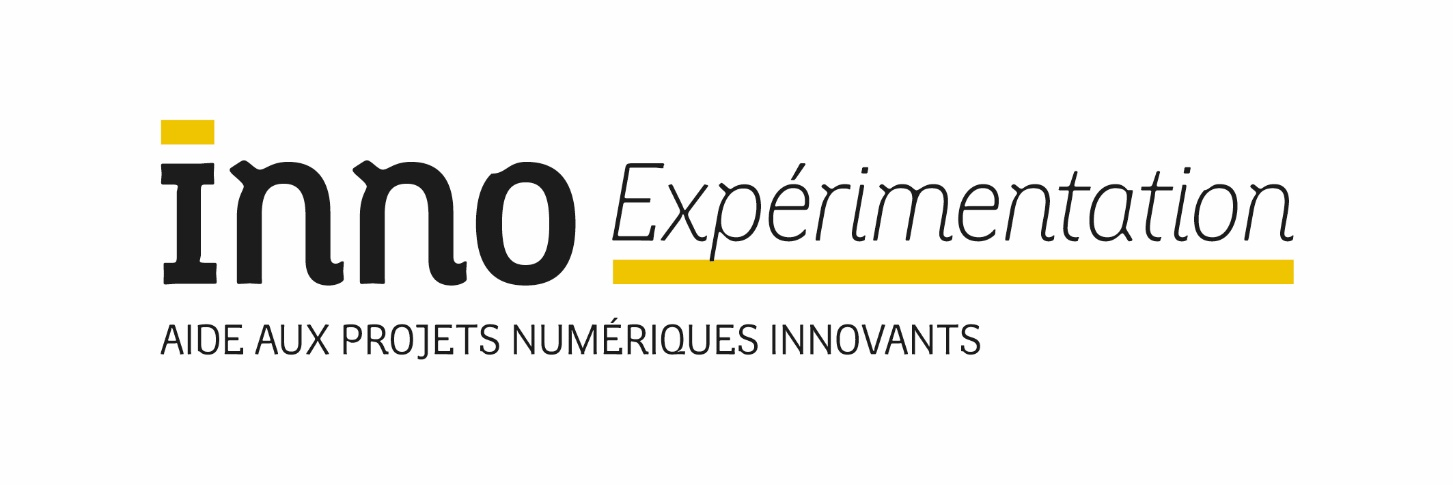 inno Expérimentation
AIDE AUX PROJETS NUMÉRIQUES INNOVANTS